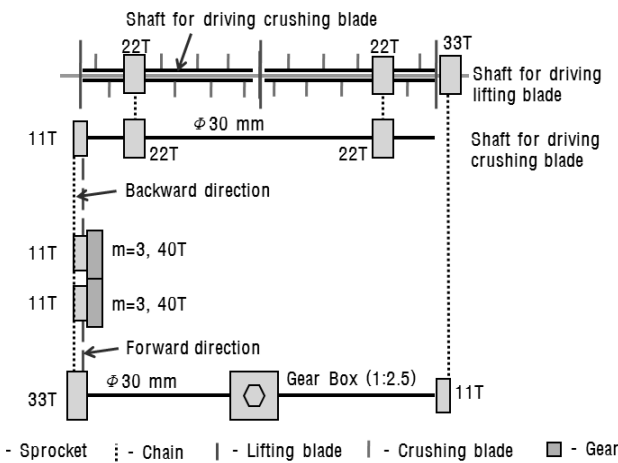 Shaft for driving crushing blade
22T
22T
33T
Shaft for driving
lifting blade
11T
Φ30 mm
22T
22T
Shaft for driving
crushing blade
Backward direction
11T
m=3, 40T
11T
m=3, 40T
Forward direction
33T
Φ30 mm
Gear Box (1:2.5)
11T
- Sprocket - Chain - Lifting blade - Crushing blade - Gear